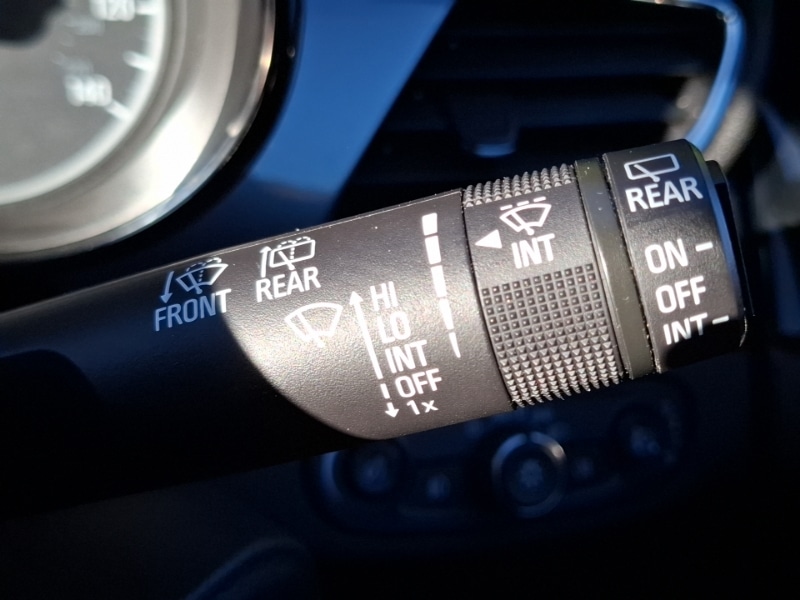 120
140
FRONT
REAR
HI
LO
INT
OFF
1x
INT
REAR
ON
OFF
INT